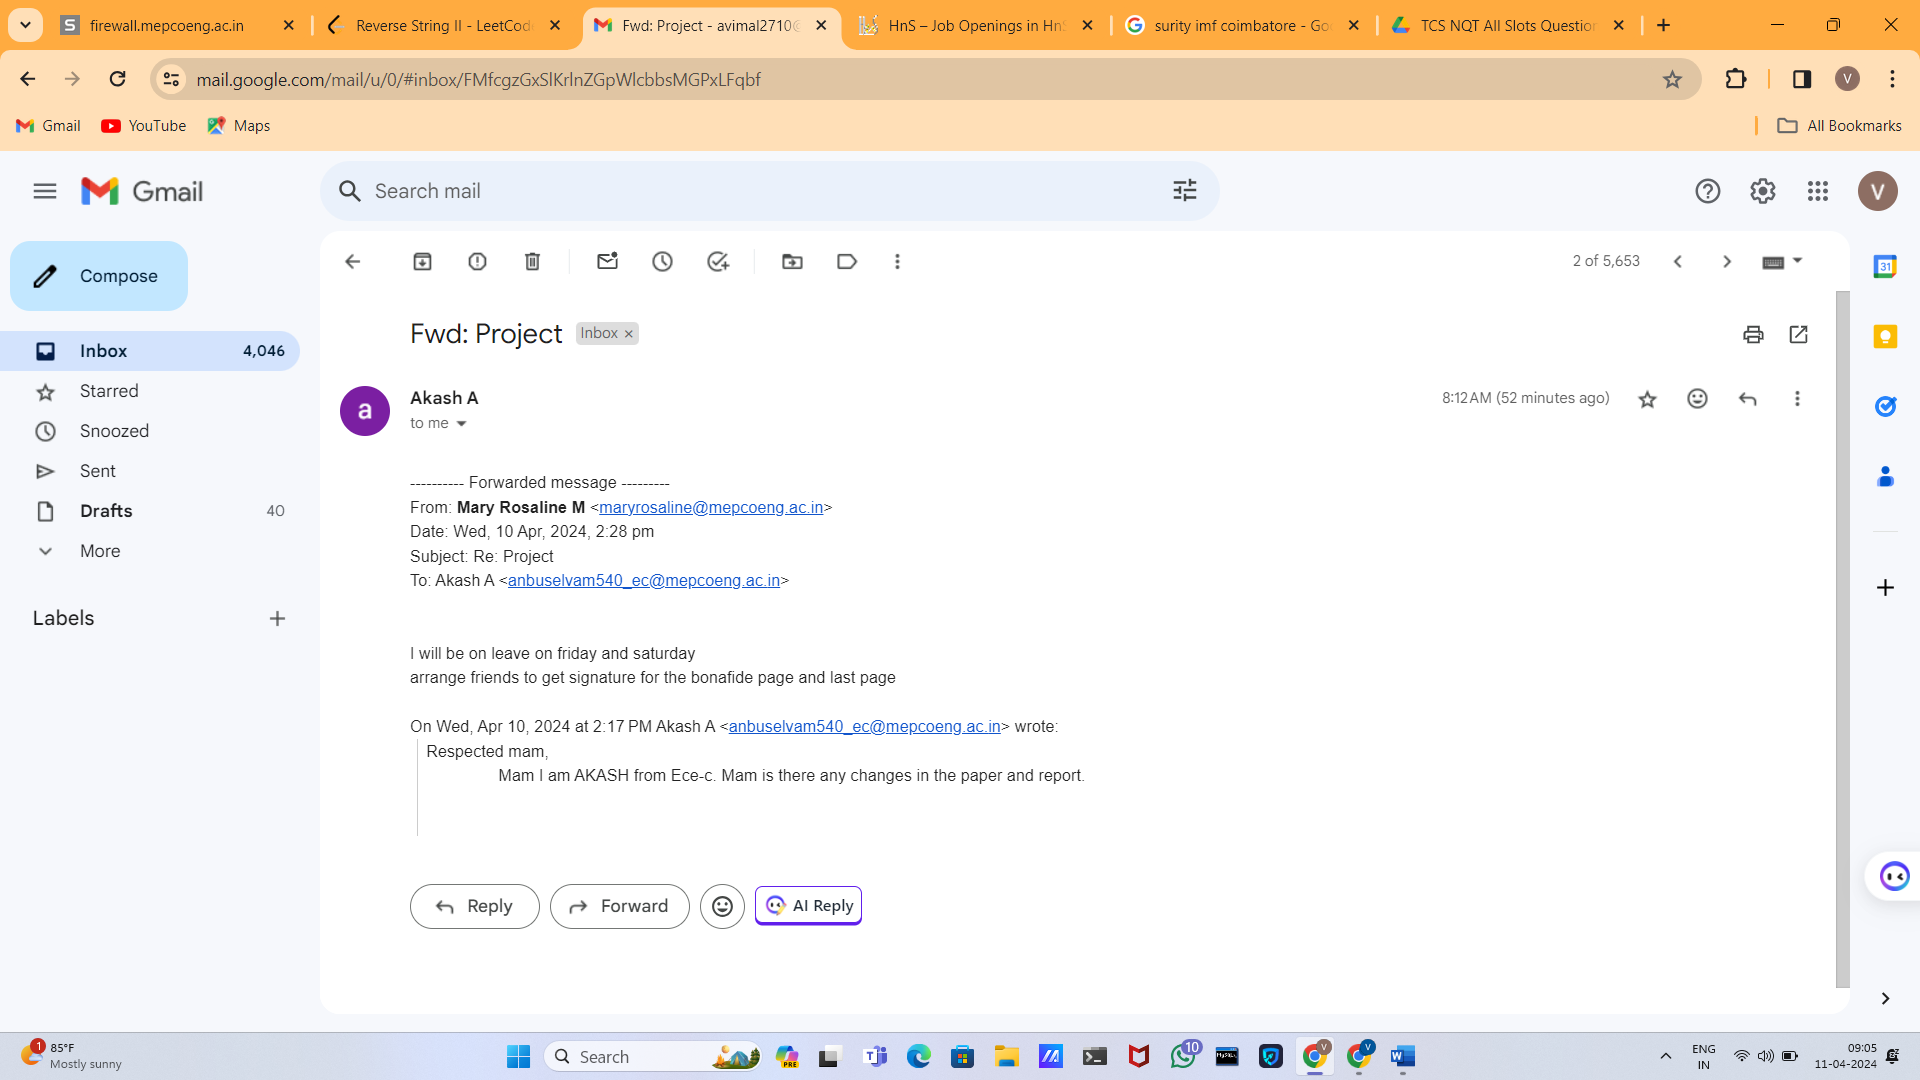 firewall.mepcoeng.ac.in
Reverse String II - LeetCode
Fwd: Project - avimal2710@
HnS – Job Openings in HnS
surity imf coimbatore - Go
TCS NQT All Slots Question
mail.google.com/mail/u/0/#inbox/FMfcgzGxSlKrlnZGpWlcbbsMGPxLFqbf
V
Gmail
YouTube
Maps
All Bookmarks
Gmail
Search mail
V
Compose
2 of 5,653
31
Inbox 4,046
Starred
Snoozed
Sent
Drafts 40
More
Labels
Fwd: Project Inbox ×
a
Akash A
8:12 AM (52 minutes ago)
to me
---------- Forwarded message ---------
From: Mary Rosaline M <maryrosaline@mepcoeng.ac.in>
Date: Wed, 10 Apr, 2024, 2:28 pm
Subject: Re: Project
To: Akash A <anbuselvam540_ec@mepcoeng.ac.in>
I will be on leave on friday and saturday
arrange friends to get signature for the bonafide page and last page
On Wed, Apr 10, 2024 at 2:17 PM Akash A <anbuselvam540_ec@mepcoeng.ac.in> wrote:
Respected mam,
Mam I am AKASH from Ece-c. Mam is there any changes in the paper and report.
Reply
Forward
AI Reply
1
85°F
Mostly sunny
Search
PRE
10
V
V
ENG
IN
09:05
11-04-2024